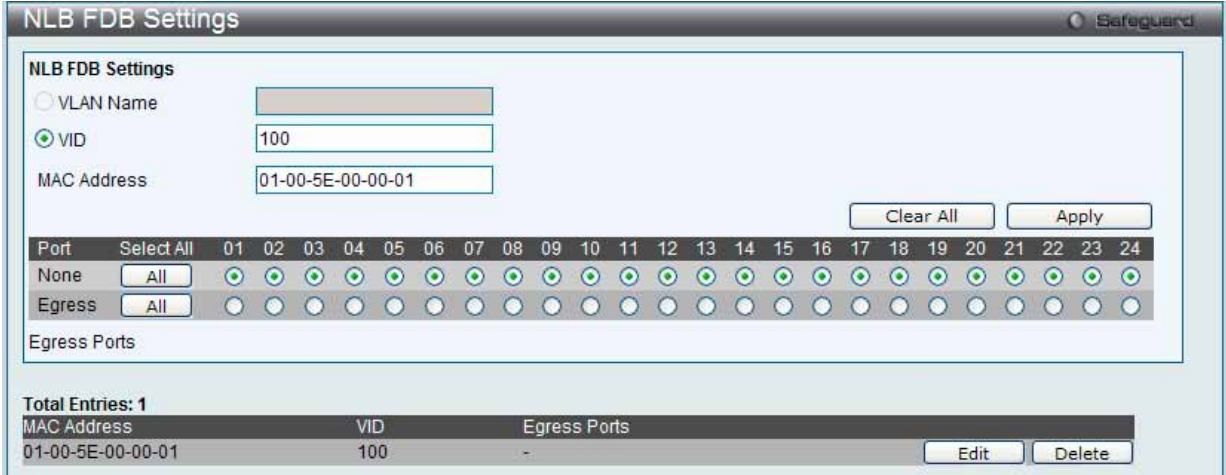 NLB FDB Settings
Safeguard
NLB FDB Settings
VLAN Name
VID 100
MAC Address 01-00-5E-00-00-01
Clear All Apply
Port Select All 01 02 03 04 05 06 07 08 09 10 11 12 13 14 15 16 17 18 19 20 21 22 23 24
None All
Egress All
Egress Ports
Total Entries: 1
MAC Address VID Egress Ports
01-00-5E-00-00-01 100 - Edit Delete